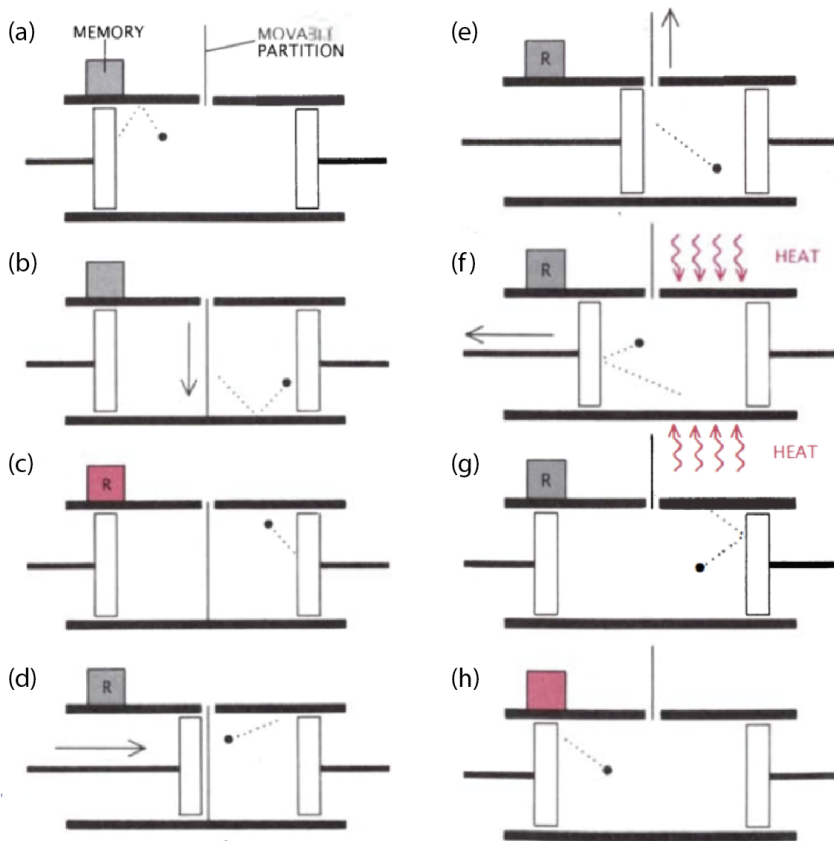 (a)
MEMORY
MOVABLE
PARTITION
(b)
(c)
R
(d)
R
(e)
R
(f)
R
HEAT
HEAT
(g)
R
(h)